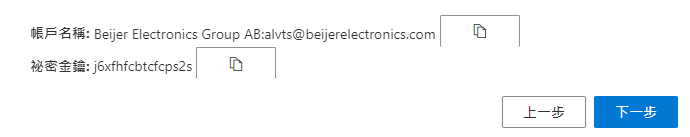 帳戶名稱: Beijer Electronics Group AB:alvts@beijerelectronics.com
祕密金鑰: j6xfhfcbtcfcps2s
上一步 下一步